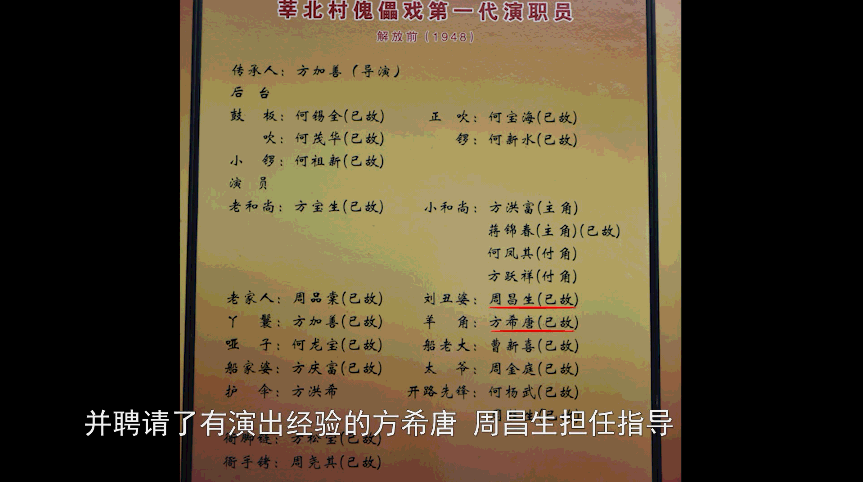 莘北村傀儡戏第一代演职员
解放前(1948)
传承人：方加善(导演)
后 台
鼓 板：何锡全(已故) 正 吹：何宝海(已故)
吹：何茂华(已故) 锣：何新水(已故)
小 锣：何祖新(已故)
演 员
老和尚：方宝生(已故) 小和尚：方洪富(主角)
蒋锦春(主角)(已故)
何凤其(付角)
方跃祥(付角)
老家人：周品棠(已故) 刘丑婆：周昌生(已故)
丫 鬟：方加善(已故) 羊 角：方希唐(已故)
哑 子：何龙宝(已故) 船老大：曹新喜(已故)
船家婆：方庆富(已故) 太 爷：周金庭(已故)
护 伞：方洪希 开路先锋：何杨武(已故)
并聘请了有演出经验的方希唐 周昌生担任指导
衙手铐：周尧其(已故)